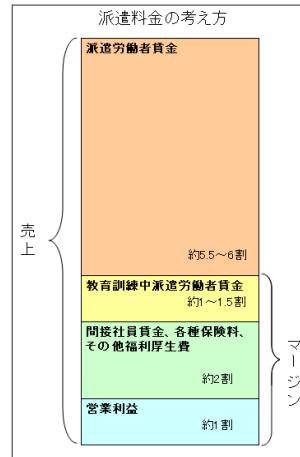 派遣料金の考え方
派遣労働者賃金
約5.5～6割
売上
教育訓練中派遣労働者賃金
約1～1.5割
間接社員賃金、各種保険料、
その他福利厚生費
約2割
マージン
営業利益
約1割